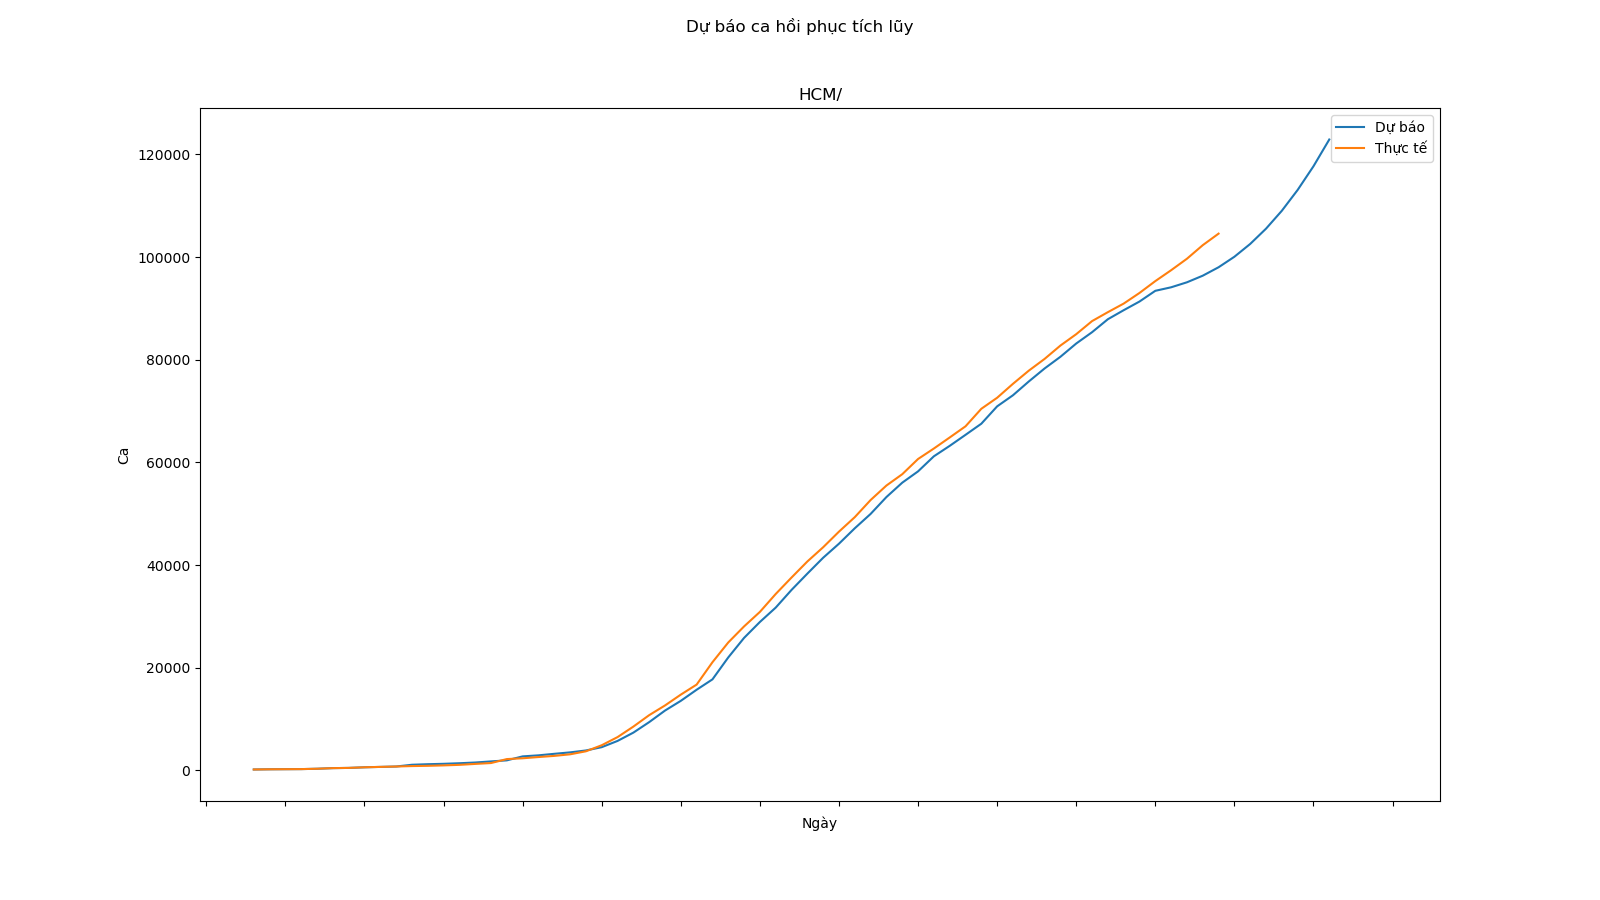 Dự báo ca hồi phục tích lũy
HCM/
Dự báo
Thực tế
120000
100000
80000
60000
40000
20000
0
Ca
Ngày